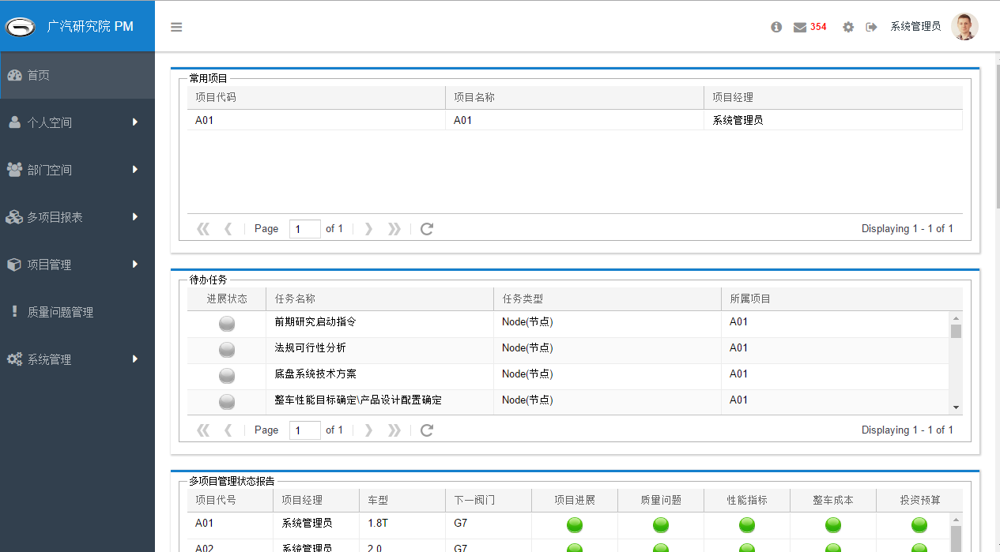 广汽研究院 PM
354
系统管理员
首页
个人空间
部门空间
多项目报表
项目管理
质量问题管理
系统管理
常用项目
项目代码 项目名称 项目经理
A01 A01 系统管理员
Page 1 of 1 Displaying 1 - 1 of 1
待办任务
进展状态 任务名称 任务类型 所属项目
前期研究启动指令 Node(节点) A01
法规可行性分析 Node(节点) A01
底盘系统技术方案 Node(节点) A01
整车性能目标确定\产品设计配置确定 Node(节点) A01
Page 1 of 1 Displaying 1 - 1 of 1
多项目管理状态报告
项目代号 项目经理 车型 下一阀门 项目进展 质量问题 性能指标 整车成本 投资预算
A01 系统管理员 1.8T G7
A02 系统管理员 2.0 G7